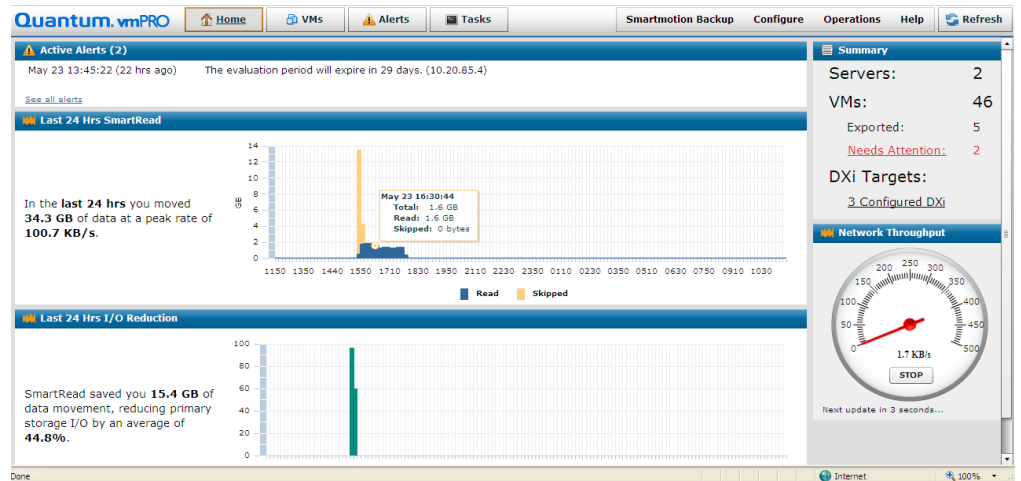 Quantum. vmPRO Home VMs Alerts Tasks Smartmotion Backup Configure Operations Help Refresh
Active Alerts (2)
May 23 13:45:22 (22 hrs ago) The evaluation period will expire in 29 days. (10.20.85.4)
See all alerts
Last 24 Hrs SmartRead
In the last 24 hrs you moved
34.3 GB of data at a peak rate of
100.7 KB/s.
GB
14
12
10
8
6
4
2
0
May 23 16:30:44
Total: 1.6 GB
Read: 1.6 GB
Skipped: 0 bytes
1150 1350 1440 1550 1710 1830 1950 2110 2230 2350 0110 0230 0350 0510 0630 0750 0910 1030
Read Skipped
Last 24 Hrs I/O Reduction
SmartRead saved you 15.4 GB of
data movement, reducing primary
storage I/O by an average of
44.8%.
100
80
60
40
20
0
Summary
Servers: 2
VMs: 46
Exported: 5
Needs Attention: 2
DXi Targets:
3 Configured DXi
Network Throughput
0 50 100 150 200 250 300 350 400 450 500
1.7 KB/s
STOP
Next update in 3 seconds...
Done Internet 100%